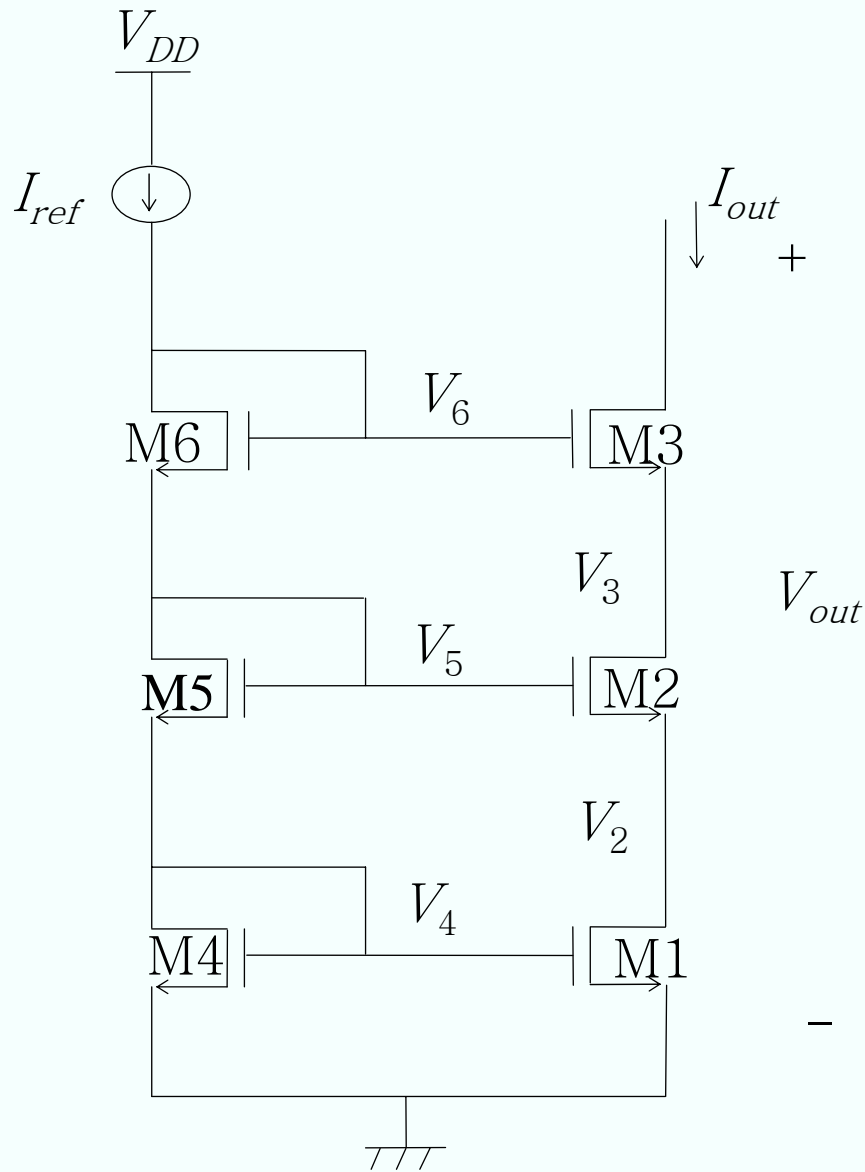 V_DD
I_ref
I_out
+
V_6
M6
M3
V_3
V_out
V_5
M5
M2
V_2
V_4
M4
M1
−